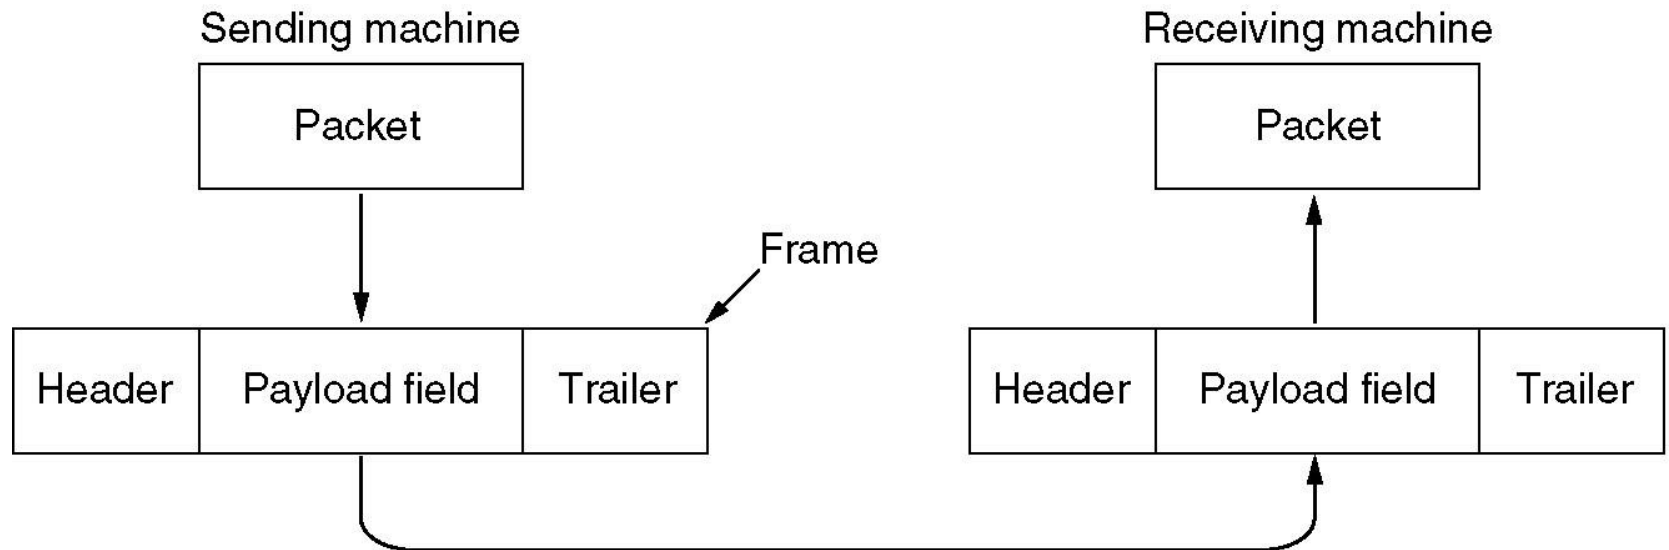 Sending machine
Receiving machine
Packet
Packet
Frame
Header
Payload field
Trailer
Header
Payload field
Trailer